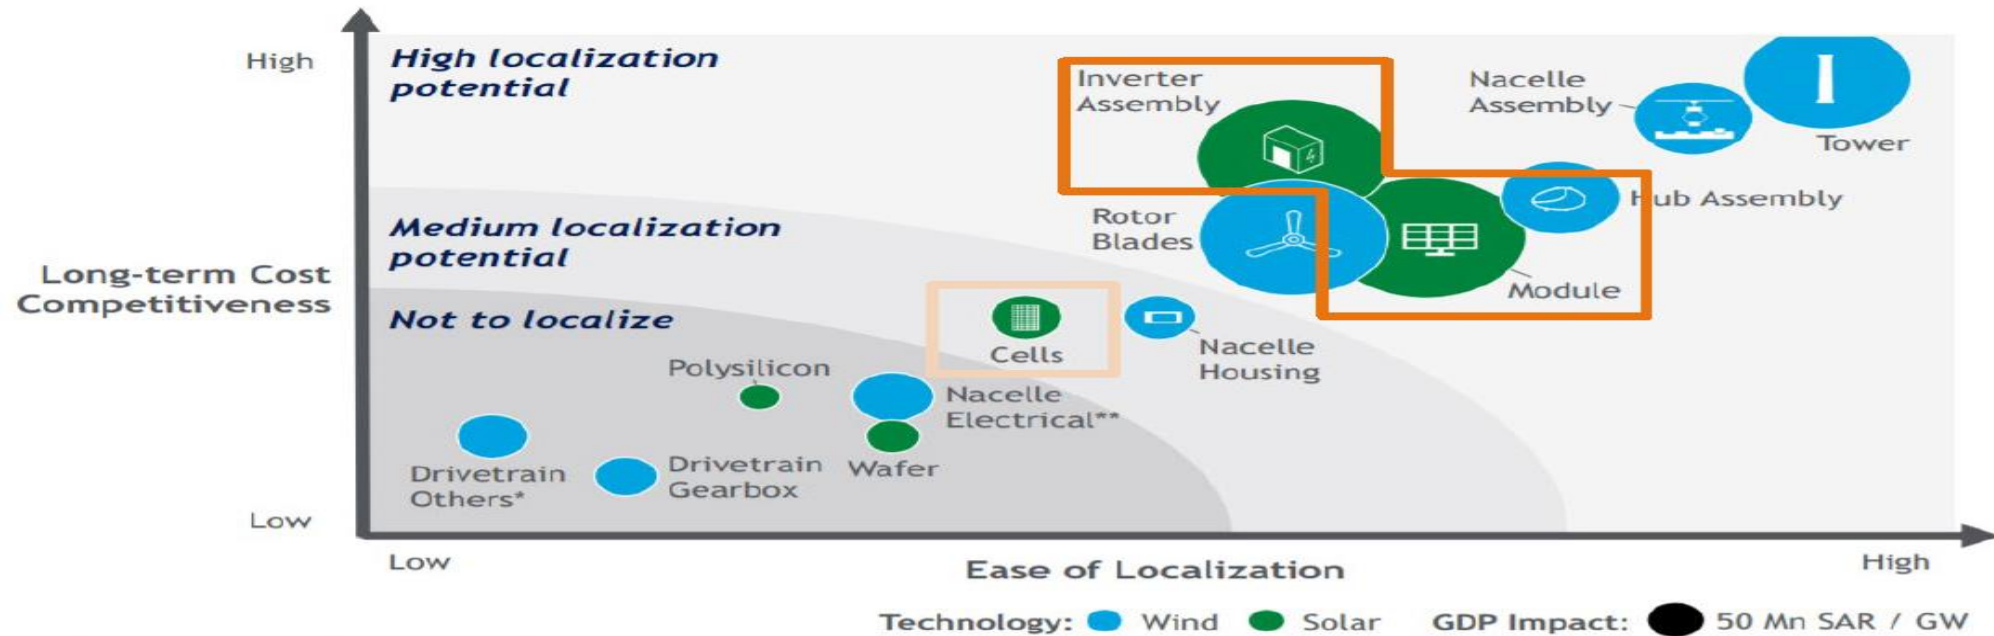 High
High localization
potential
Inverter
Assembly
Nacelle
Assembly
Tower
Medium localization
potential
Rotor
Blades
Hub Assembly
Module
Long-term Cost
Competitiveness
Not to localize
Cells
Nacelle
Housing
Polysilicon
Nacelle
Electrical**
Wafer
Drivetrain
Others*
Drivetrain
Gearbox
Low
Low
Ease of Localization
High
Technology: Wind Solar GDP Impact: 50 Mn SAR / GW